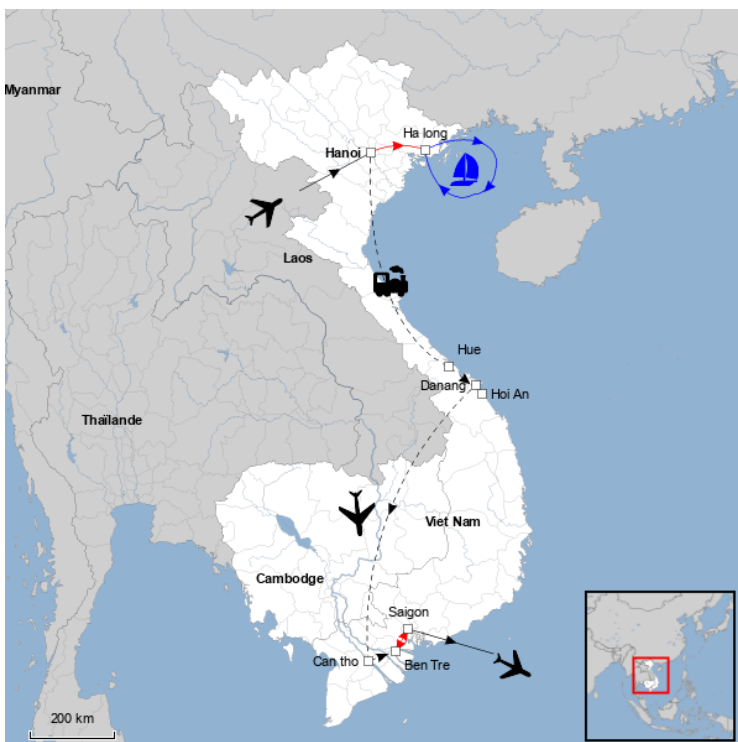 Myanmar
Ha long
Hanoi
Laos
Hue
Danang
Hoi An
Thaïlande
Viet Nam
Cambodge
Saigon
Can tho
Ben Tre
200 km